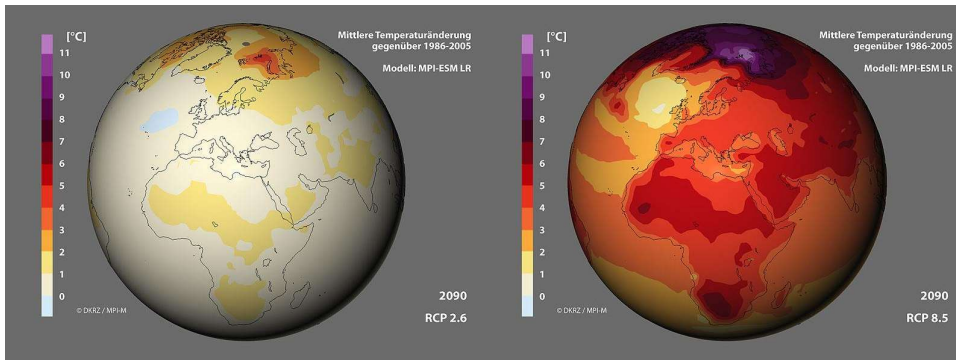 [°C]
11
10
9
8
7
6
5
4
3
2
1
0
Mittlere Temperaturänderung
gegenüber 1986-2005
Modell: MPI-ESM LR
© DKRZ / MPI-M
2090
RCP 2.6
[°C]
11
10
9
8
7
6
5
4
3
2
1
0
Mittlere Temperaturänderung
gegenüber 1986-2005
Modell: MPI-ESM LR
© DKRZ / MPI-M
2090
RCP 8.5